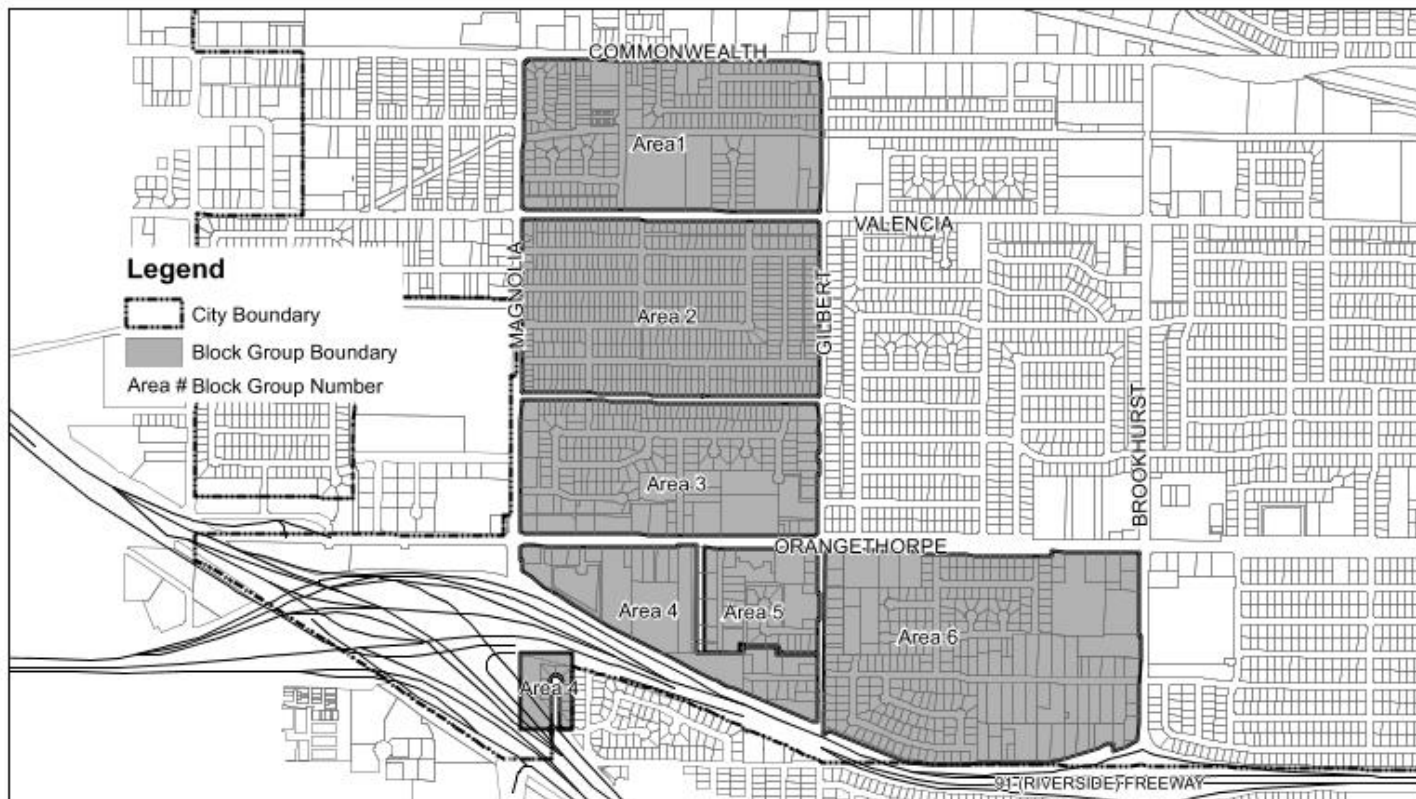 COMMONWEALTH
Area1
VALENCIA
MAGNOLIA
GILBERT
Legend
City Boundary
Block Group Boundary
Area # Block Group Number
Area 2
BROOKHURST
Area 3
ORANGETHORPE
Area 4
Area 5
Area 6
Area 4
91 (RIVERSIDE) FREEWAY